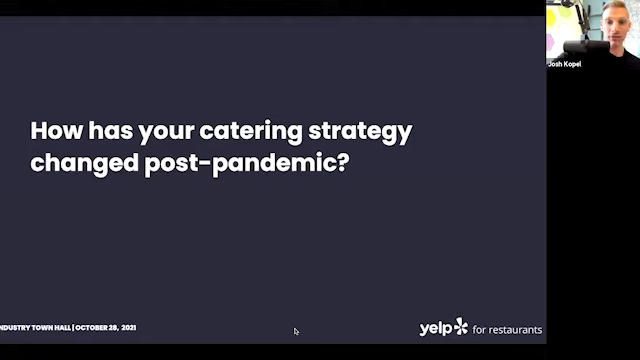 How has your catering strategy
changed post-pandemic?
Josh Kopel
INDUSTRY TOWN HALL | OCTOBER 28, 2021
yelp for restaurants